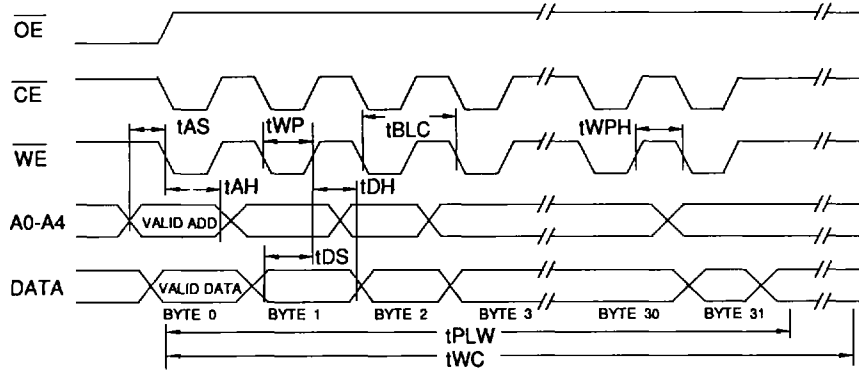 OE
CE
tAS
tWP
tBLC
tWPH
WE
tAH
tDH
A0-A4
VALID ADD
tDS
DATA
VALID DATA
BYTE 0
BYTE 1
BYTE 2
BYTE 3
BYTE 30
BYTE 31
tPLW
tWC